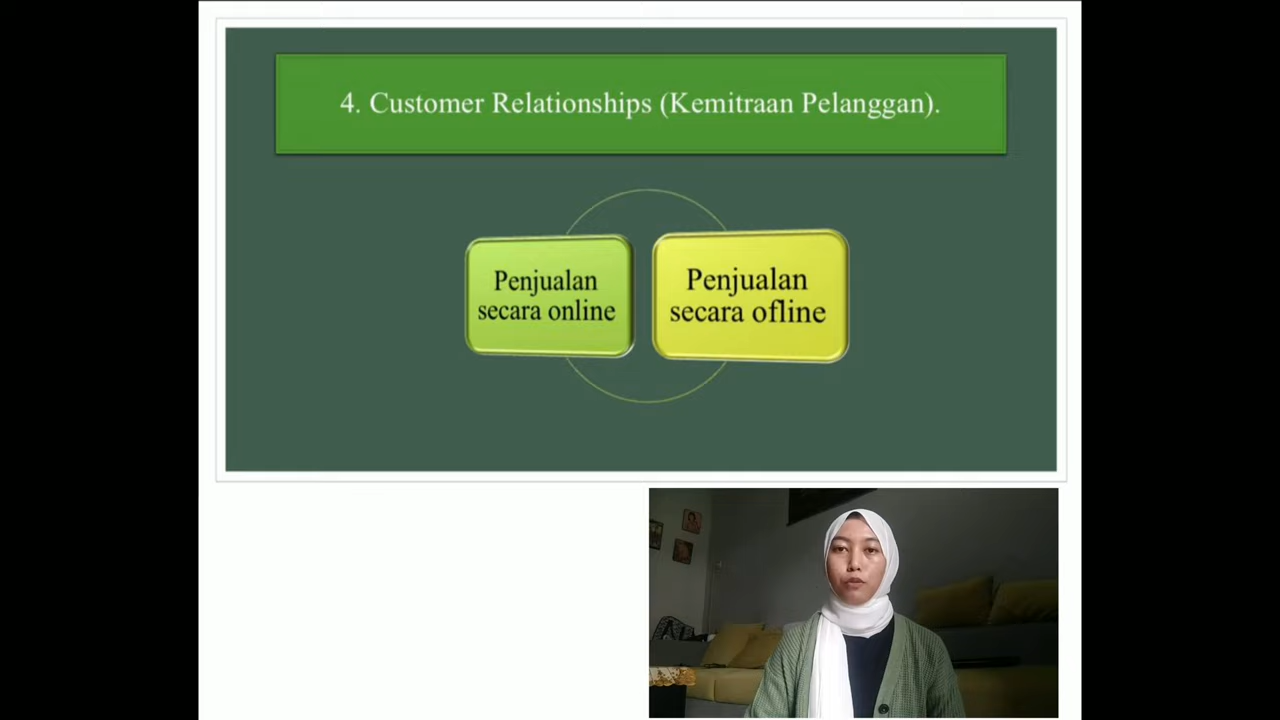 4. Customer Relationships (Kemitraan Pelanggan).
Penjualan
secara online
Penjualan
secara ofline